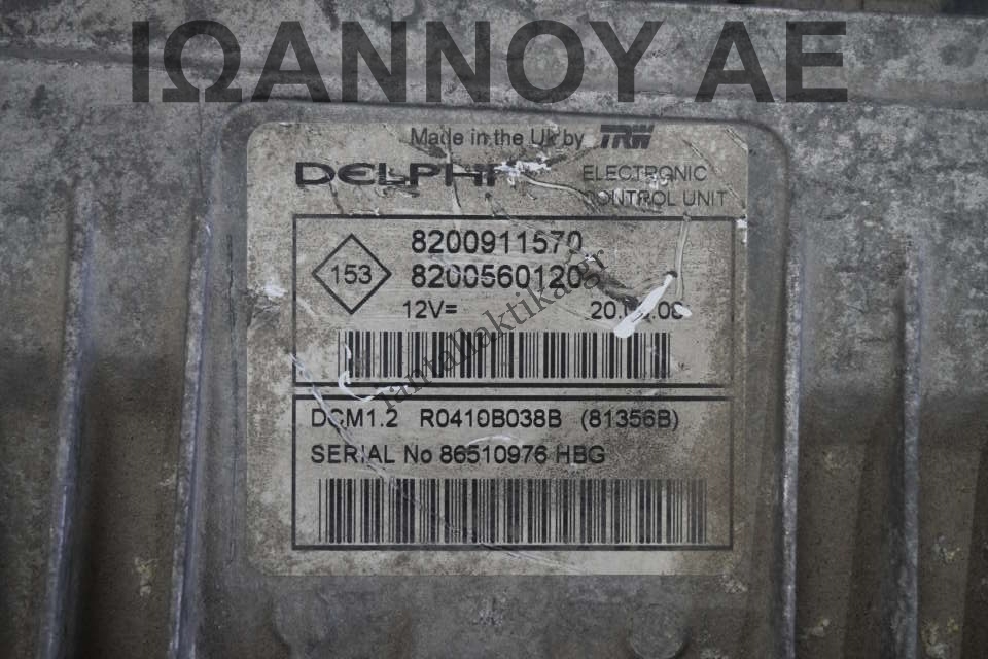 ΙΩΑΝΝΟΥ ΑΕ
Made in the Uk by TRW
DELPHI
ELECTRONIC
CONTROL UNIT
8200911570
153
8200560120
12V=
DCM1.2 R0410B038B (81356B)
SERIAL No 86510976 HBG